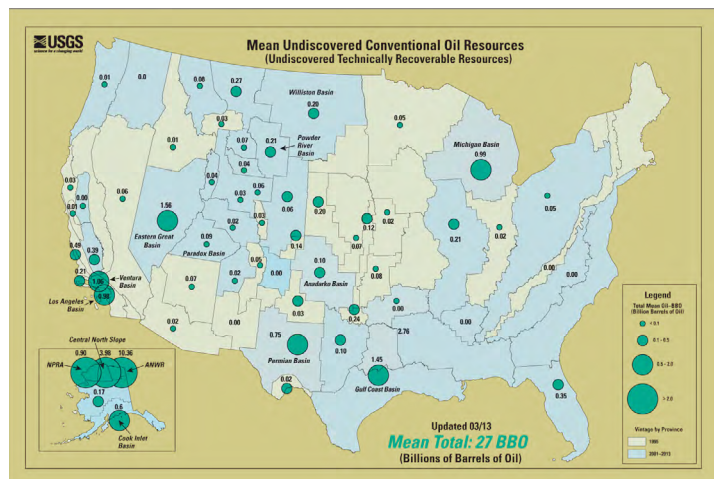 USGS
science for a changing world
Mean Undiscovered Conventional Oil Resources
(Undiscovered Technically Recoverable Resources)
0.01
0.0
0.08
0.27
Williston Basin
0.20
0.05
0.03
0.01
0.07
0.21
Powder
River
Basin
Michigan Basin
0.99
0.04
0.03
0.00
0.01
0.06
0.04
0.03
0.06
0.06
0.20
0.12
0.02
0.05
1.56
Eastern Great
Basin
0.02
0.03
0.14
0.07
0.21
0.02
0.49
0.39
0.09
Paradox Basin
0.05
0.00
0.10
Anadarko Basin
0.08
0.00
0.00
0.21
Ventura
Basin
Los Angeles
Basin
0.98
0.07
0.02
0.03
0.24
0.00
0.02
0.00
0.75
Permian Basin
0.10
2.76
0.00
1.45
Gulf Coast Basin
0.02
0.35
Central North Slope
0.90
3.98
10.36
NPRA
ANWR
0.17
0.6
Cook Inlet
Basin
Updated 03/13
Mean Total: 27 BBO
(Billions of Barrels of Oil)
Legend
Total Mean Oil–BBO
(Billion Barrels of Oil)
< 0.1
0.1 - 0.5
> 2.0
Vintage by Province
1995
2001–2013